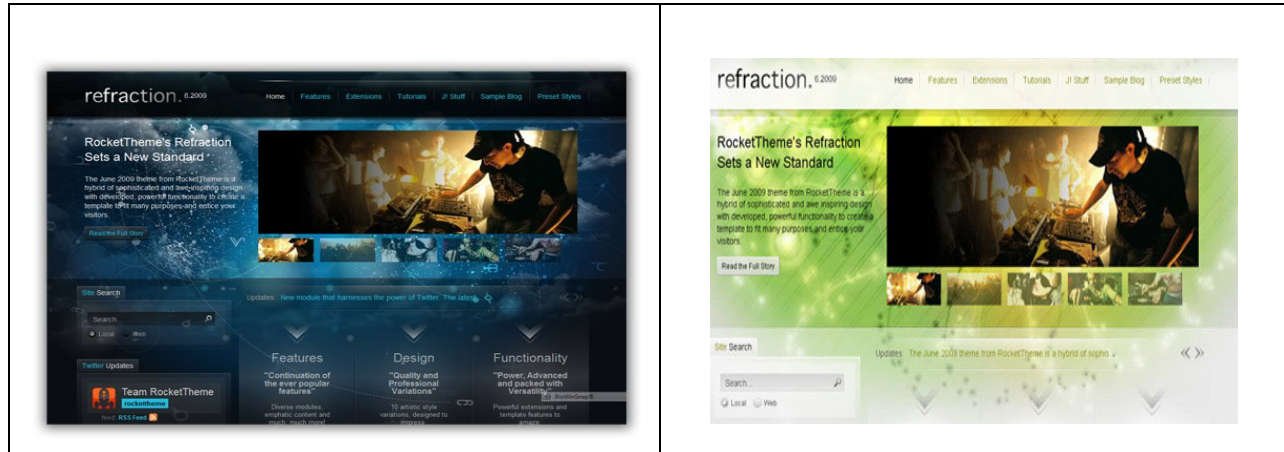 refraction. 6.2009
Home Features Extensions Tutorials J! Stuff Sample Blog Preset Styles
RocketTheme's Refraction
Sets a New Standard
The June 2009 theme from RocketTheme is a
hybrid of sophisticated and awe-inspiring design
with developed, powerful functionality to create a
template to fit many purposes and entice your
visitors.
Read the Full Story
Site Search
Updates: New module that harnesses the power of Twitter. The latest
Search...
Local Web
Twitter Updates
Team RocketTheme
rockettheme
feed: RSS Feed
Features
"Continuation of
the ever popular
features"
Diverse modules,
emphatic content and
much, much more!
Design
"Quality and
Professional
Variations"
10 artistic style
variations, designed to
impress
Functionality
"Power, Advanced
and packed with
Versatility"
Powerful extensions and
template features to
amaze
refraction. 6.2009
Home Features Extensions Tutorials J! Stuff Sample Blog Preset Styles
RocketTheme's Refraction
Sets a New Standard
The June 2009 theme from RocketTheme is a
hybrid of sophisticated and awe inspiring design
with developed, powerful functionality to create a
template to fit many purposes and entice your
visitors.
Read the Full Story
Site Search
Updates: The June 2009 theme from RocketTheme is a hybrid of sophis...
Search...
Local Web